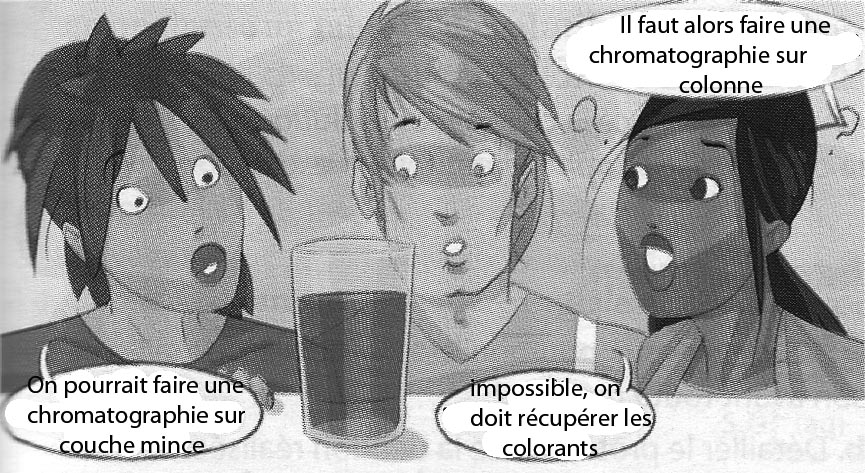 On pourrait faire une
chromatographie sur
couche mince
impossible, on
doit récupérer les
colorants
Il faut alors faire une
chromatographie sur
colonne